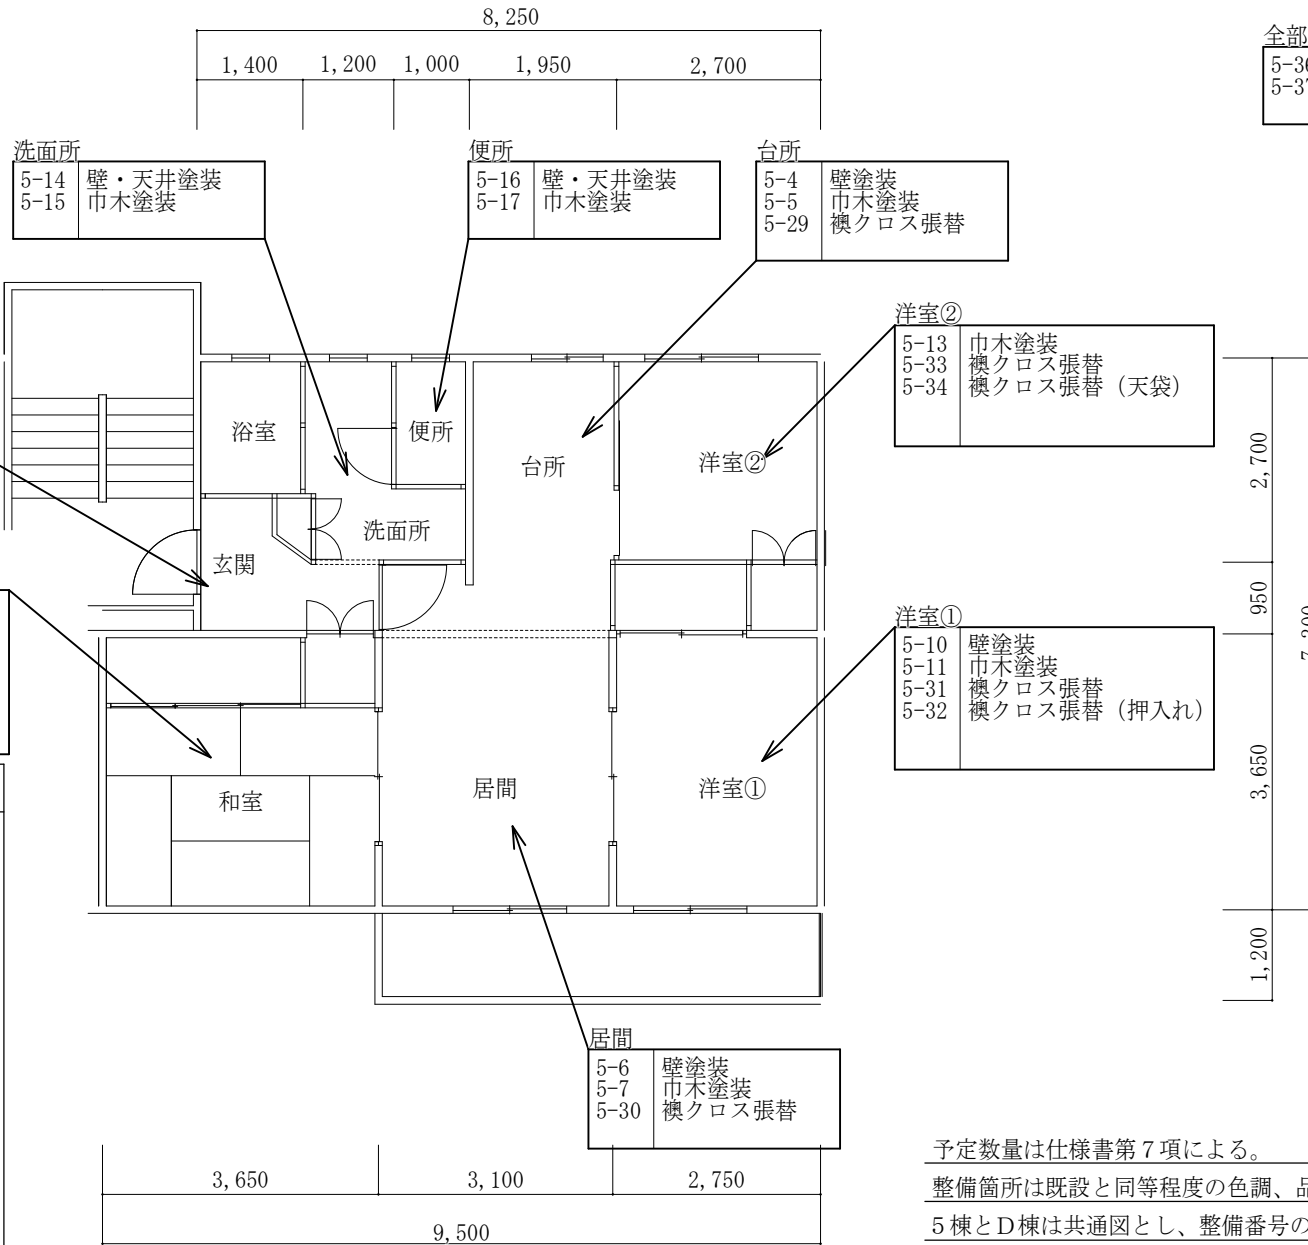 8,250
1,400 1,200 1,000 1,950 2,700
全部
5-36
5-37
洗面所
5-14 壁・天井塗装
5-15 巾木塗装
便所
5-16 壁・天井塗装
5-17 巾木塗装
台所
5-4 壁塗装
5-5 巾木塗装
5-29 襖クロス張替
洋室②
5-13 巾木塗装
5-33 襖クロス張替
5-34 襖クロス張替（天袋）
浴室
便所
台所
洋室②
洗面所
玄関
2,700
950
3,650
1,200
洋室①
5-10 壁塗装
5-11 巾木塗装
5-31 襖クロス張替
5-32 襖クロス張替（押入れ）
和室
居間
洋室①
居間
5-6 壁塗装
5-7 巾木塗装
5-30 襖クロス張替
3,650 3,100 2,750
9,500
予定数量は仕様書第７項による。
整備箇所は既設と同等程度の色調、品
５棟とＤ棟は共通図とし、整備番号の